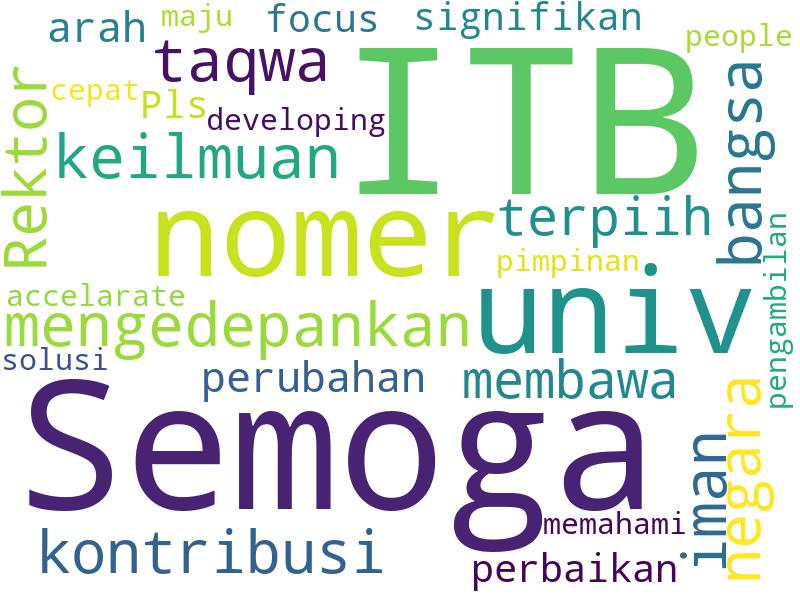 arah
maju
focus
signifikan
people
taqwa
ITB
cepat
Pls
developing
Rektor
keilmuan
bangsa
nomer
terpiih
pimpinan
pengambilan
accelarate
mengedepankan
univ
solusi
perubahan
membawa
Semoga
iman
negara
memahami
kontribusi
perbaikan